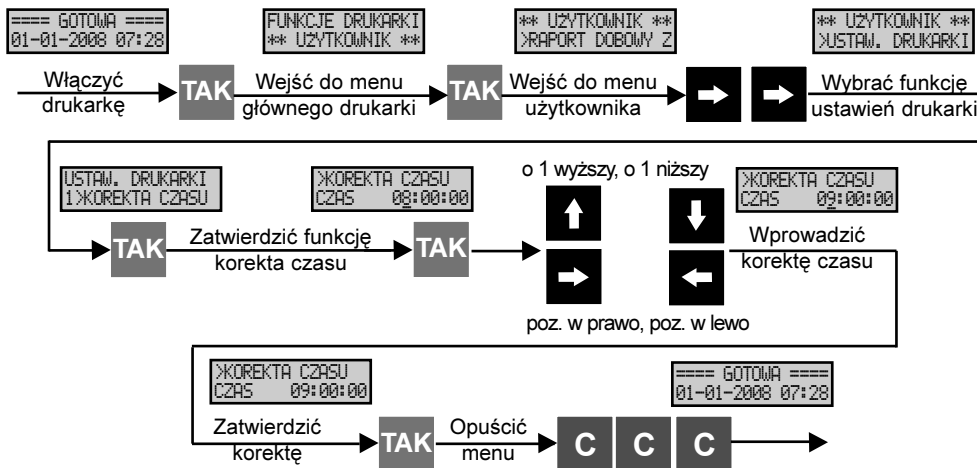 ==== GOTOWA ====
01-01-2008 07:28
FUNKCJE DRUKARKI
** UŻYTKOWNIK **
** UŻYTKOWNIK **
>RAPORT DOBOWY Z
** UŻYTKOWNIK **
>USTAW. DRUKARKI
Włączyć
drukarkę
TAK
Wejść do menu
głównego drukarki
TAK
Wejść do menu
użytkownika
Wybrać funkcję
ustawień drukarki
USTAW. DRUKARKI
1>KOREKTA CZASU
>KOREKTA CZASU
CZAS 08:00:00
o 1 wyższy, o 1 niższy
>KOREKTA CZASU
CZAS 09:00:00
TAK
Zatwierdzić funkcję
korekta czasu
TAK
Wprowadzić
korektę czasu
poz. w prawo, poz. w lewo
>KOREKTA CZASU
CZAS 09:00:00
==== GOTOWA ====
01-01-2008 07:28
Zatwierdzić
korektę
TAK
Opuścić
menu
C C C